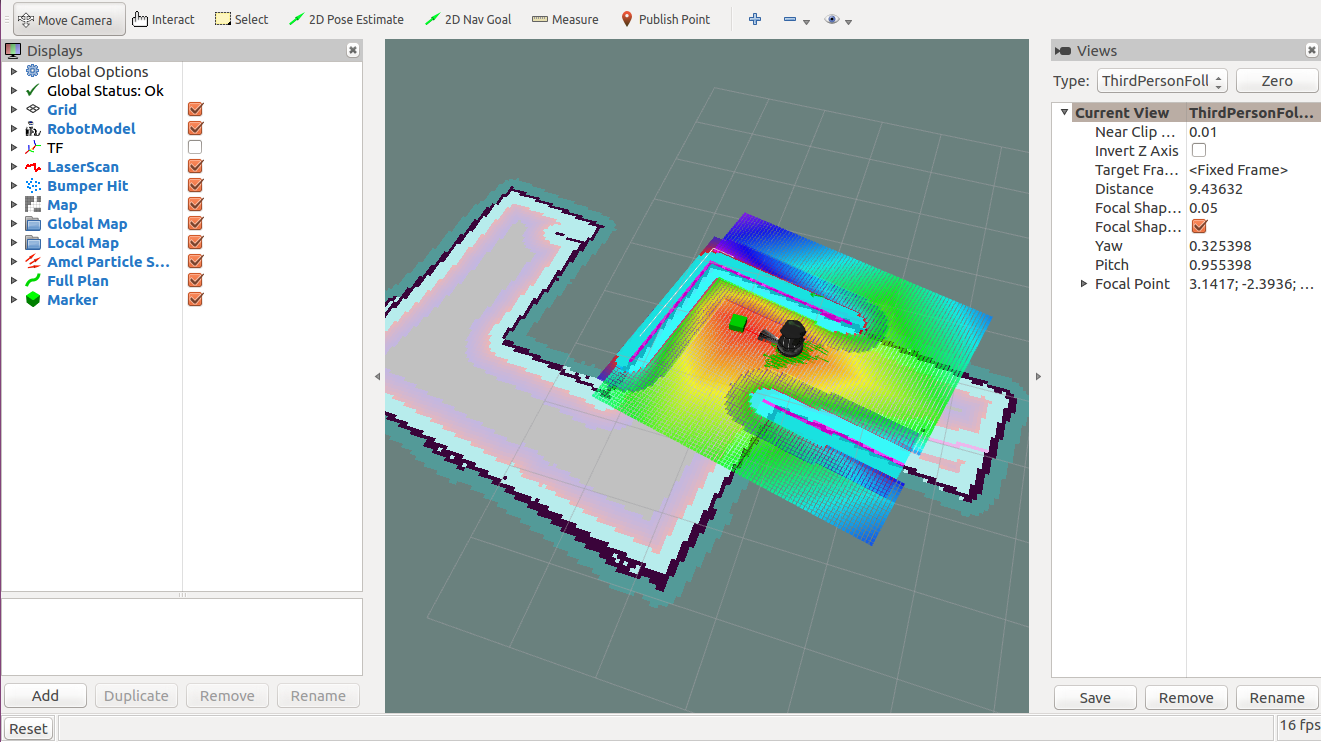 Move Camera Interact Select 2D Pose Estimate 2D Nav Goal Measure Publish Point
Displays
Global Options
Global Status: Ok
Grid
RobotModel
TF
LaserScan
Bumper Hit
Map
Global Map
Local Map
Amcl Particle S...
Full Plan
Marker
Add Duplicate Remove Rename
Reset
Views
Type: ThirdPersonFoll Zero
Current View ThirdPersonFol...
Near Clip ... 0.01
Invert Z Axis
Target Fra... <Fixed Frame>
Distance 9.43632
Focal Shap... 0.05
Focal Shap...
Yaw 0.325398
Pitch 0.955398
Focal Point 3.1417; -2.3936; ...
Save Remove Rename
16 fps